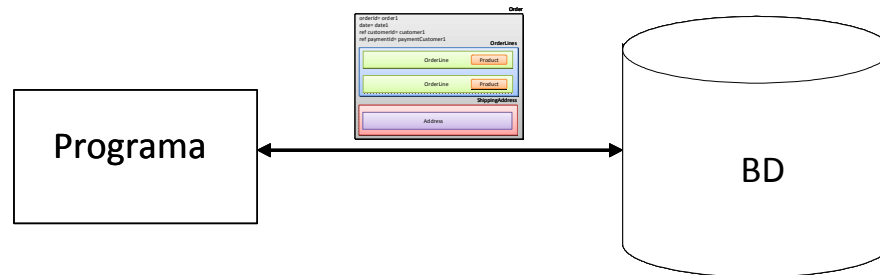 Order
orderId= order1
date= date1
ref customerId= customer1
ref paymentId= paymentCustomer1
OrderLines
OrderLine
Product
OrderLine
Product
ShippingAddress
Address
Programa
BD